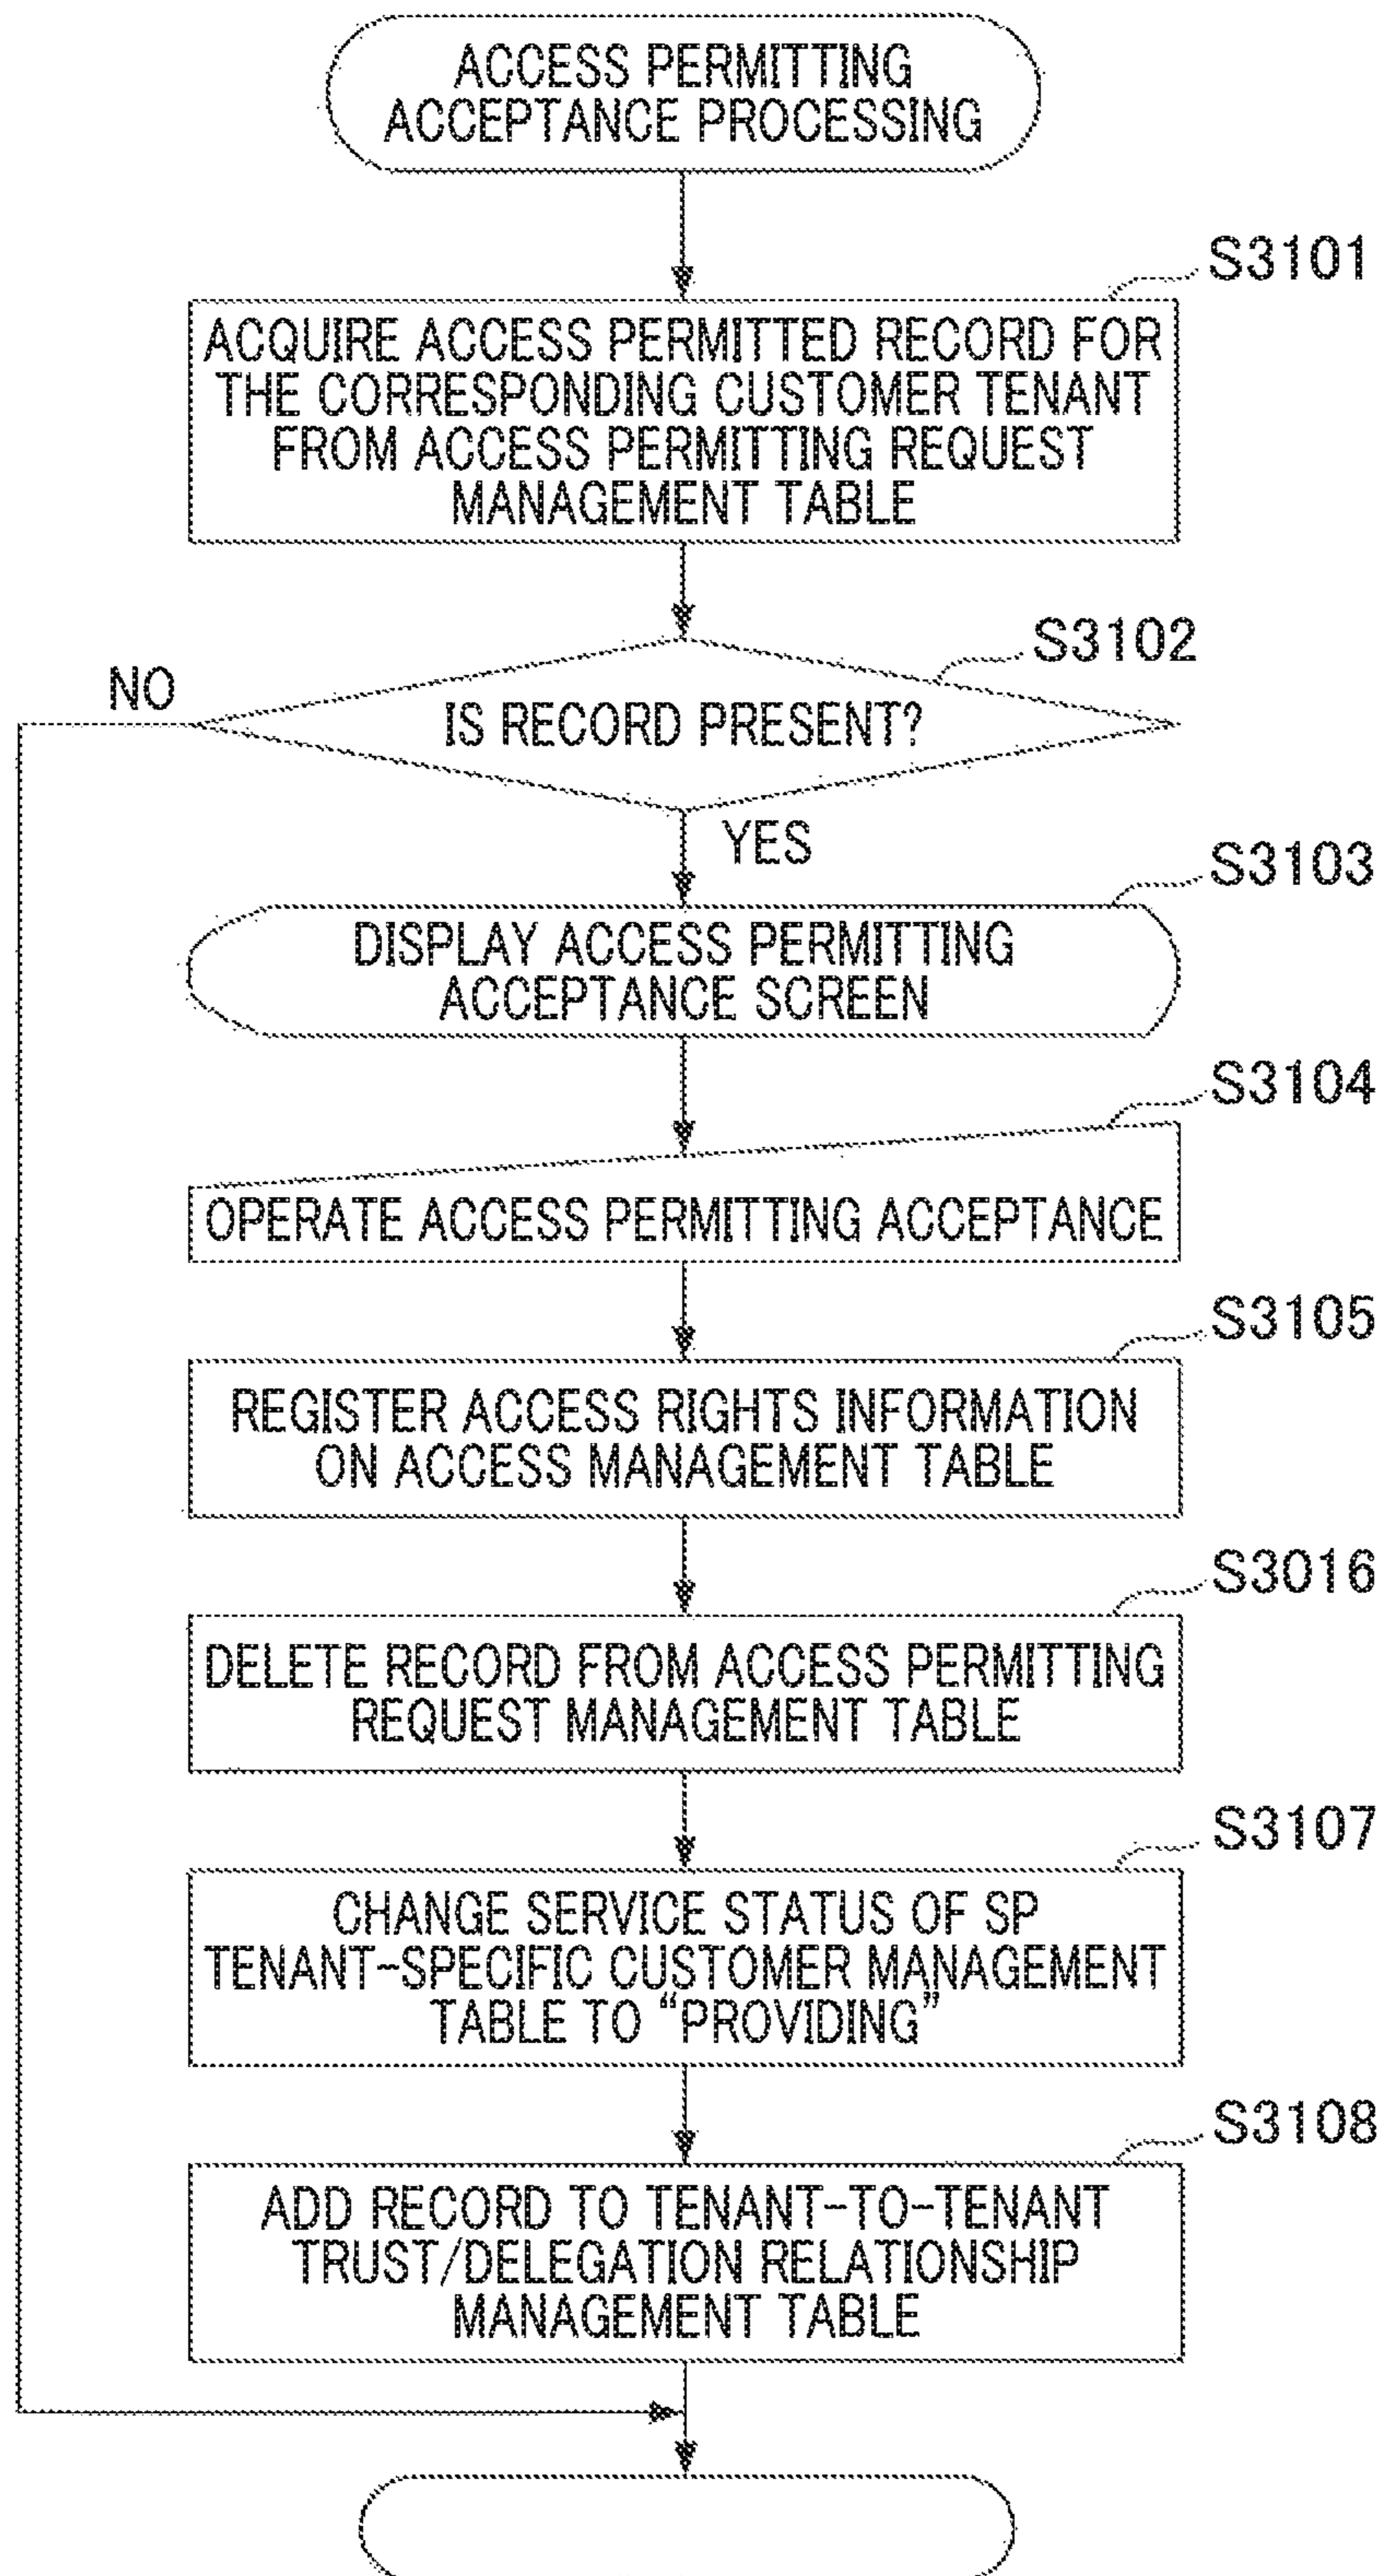 ACCESS PERMITTING
ACCEPTANCE PROCESSING
S3101
ACQUIRE ACCESS PERMITTED RECORD FOR
THE CORRESPONDING CUSTOMER TENANT
FROM ACCESS PERMITTING REQUEST
MANAGEMENT TABLE
S3102
NO
IS RECORD PRESENT?
YES
S3103
DISPLAY ACCESS PERMITTING
ACCEPTANCE SCREEN
S3104
OPERATE ACCESS PERMITTING ACCEPTANCE
S3105
REGISTER ACCESS RIGHTS INFORMATION
ON ACCESS MANAGEMENT TABLE
S3016
DELETE RECORD FROM ACCESS PERMITTING
REQUEST MANAGEMENT TABLE
S3107
CHANGE SERVICE STATUS OF SP
TENANT-SPECIFIC CUSTOMER MANAGEMENT
TABLE TO “PROVIDING”
S3108
ADD RECORD TO TENANT-TO-TENANT
TRUST/DELEGATION RELATIONSHIP
MANAGEMENT TABLE